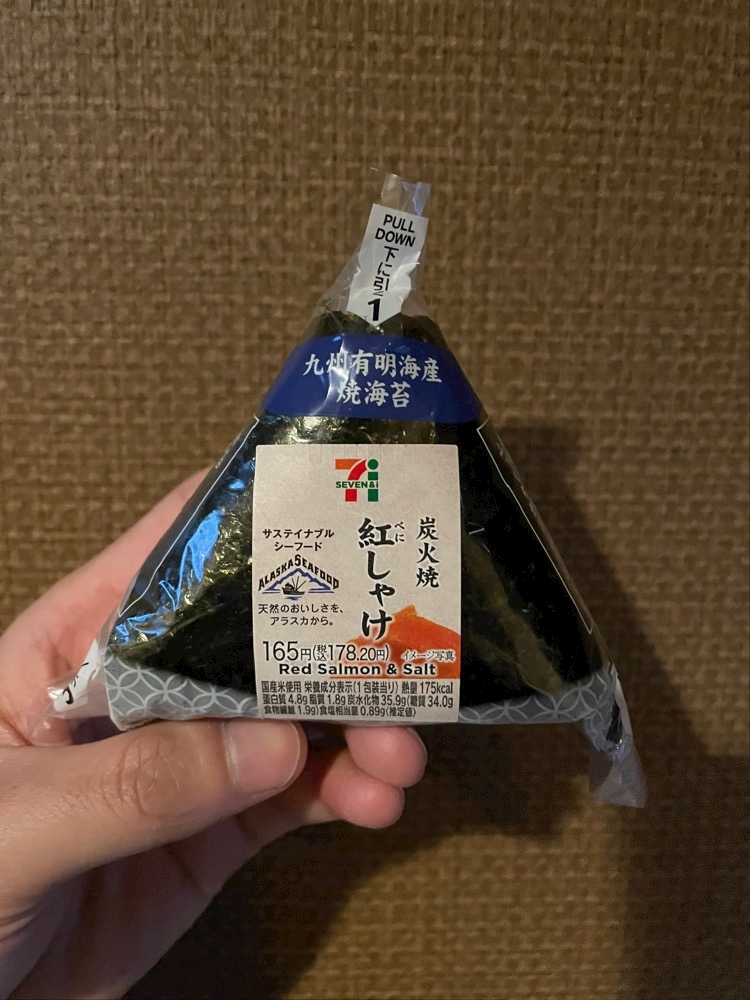 PULL
DOWN
下に引
1
九州有明海産
焼海苔
7i
SEVEN&i
サステイナブル
シーフード
ALASKA SEAFOOD
天然のおいしさを、
アラスカから。
炭火焼
紅しゃけ
べに
165円(税込178.20円)
イメージ写真
Red Salmon & Salt
国産米使用 栄養成分表示(1包装当り) 熱量175kcal
蛋白質 4.8g 脂質 1.8g 炭水化物 35.9g(糖質 34.0g
食物繊維 1.9g) 食塩相当量 0.89g〈推定値〉